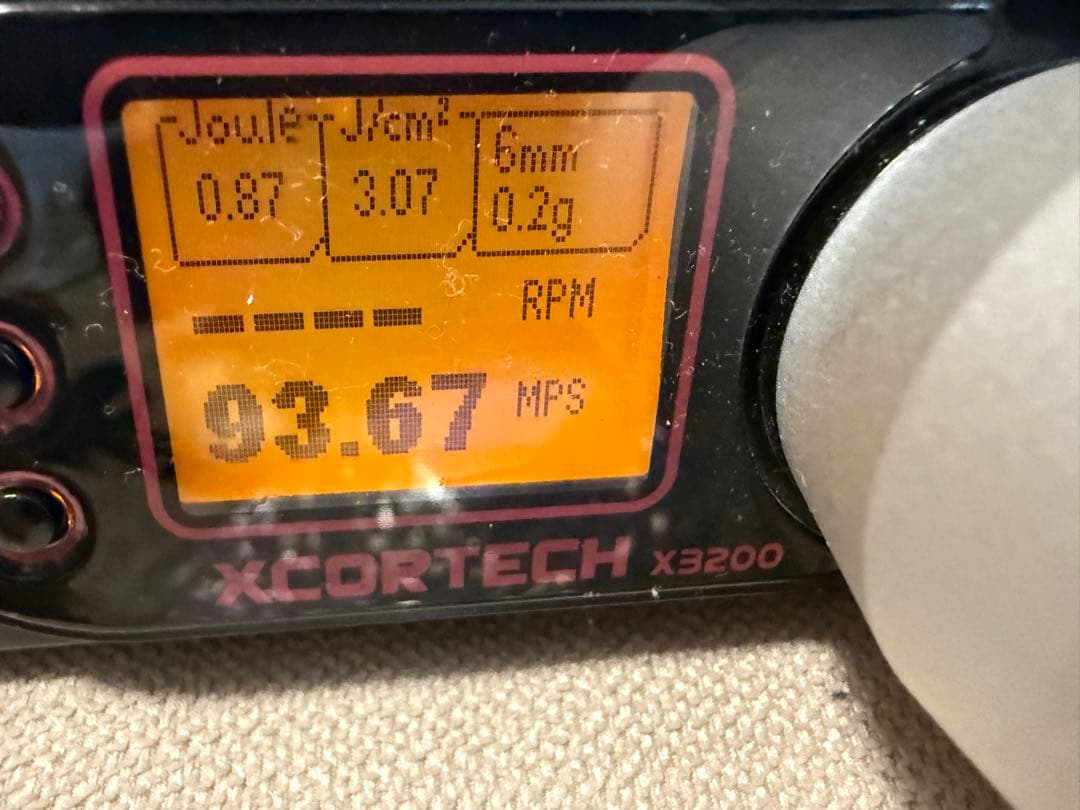 Joule J/cm² 6mm
0.87 3.07 0.2g
---- RPM
93.67 MPS
XCORTECH X3200